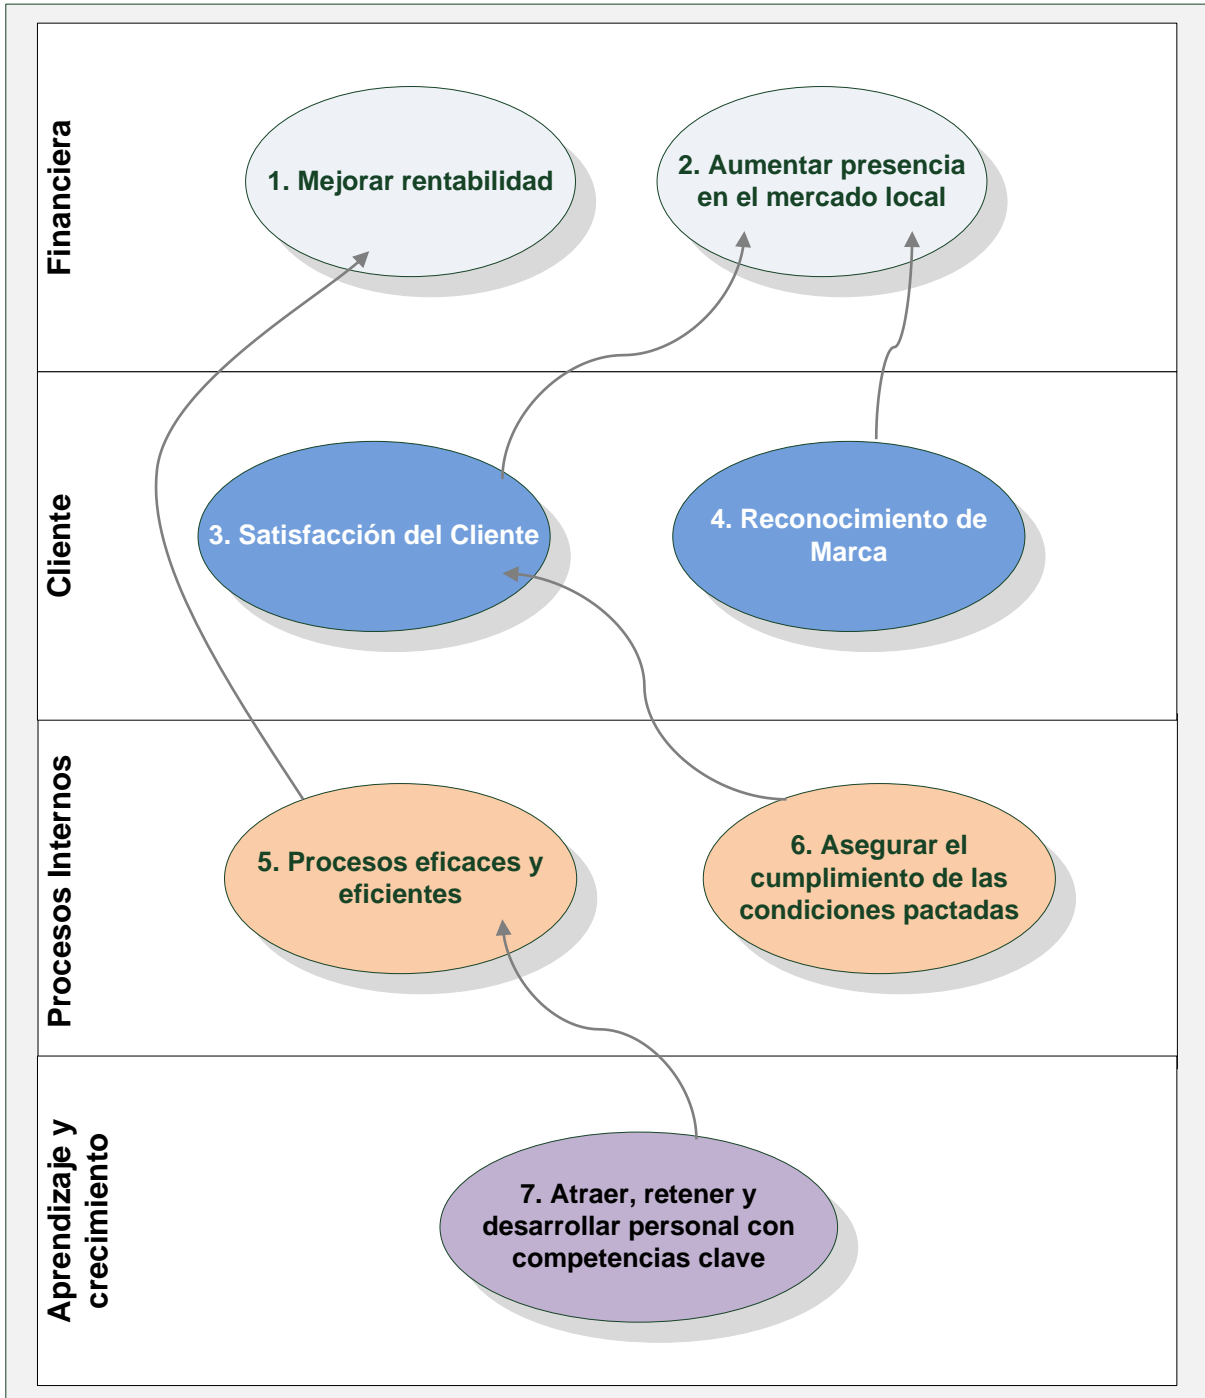 Financiera
1. Mejorar rentabilidad
2. Aumentar presencia
en el mercado local
Cliente
3. Satisfacción del Cliente
4. Reconocimiento de
Marca
Procesos Internos
5. Procesos eficaces y
eficientes
6. Asegurar el
cumplimiento de las
condiciones pactadas
Aprendizaje y
crecimiento
7. Atraer, retener y
desarrollar personal con
competencias clave